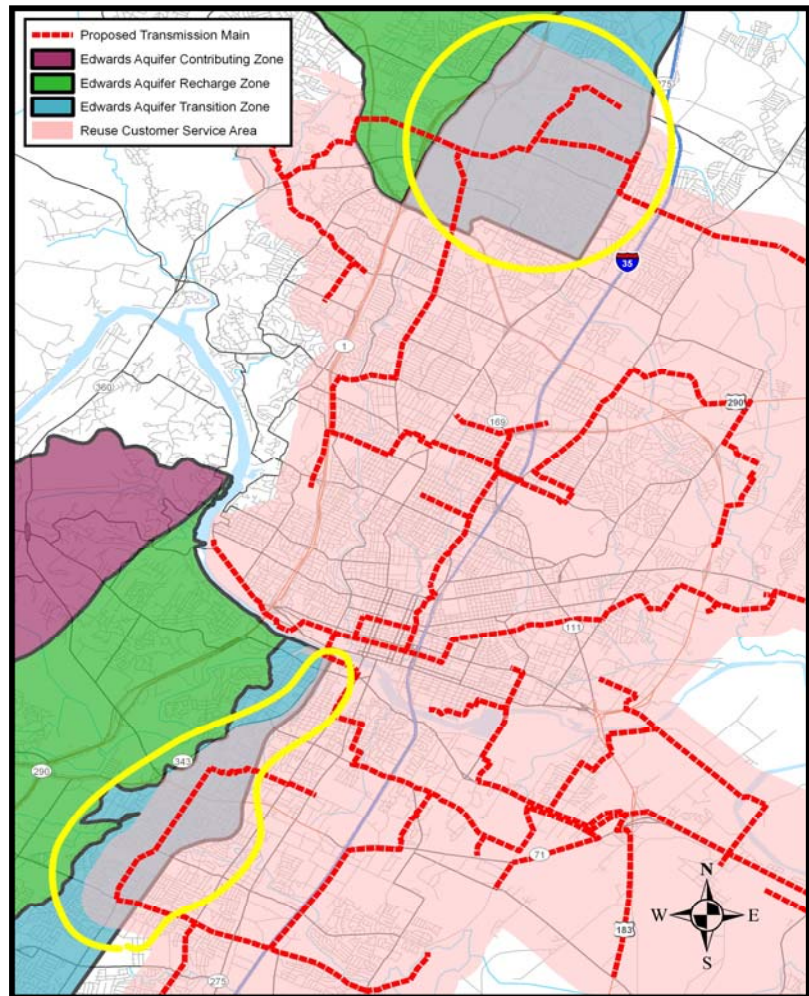 Proposed Transmission Main
Edwards Aquifer Contributing Zone
Edwards Aquifer Recharge Zone
Edwards Aquifer Transition Zone
Reuse Customer Service Area
275
35
1
360
290
169
111
343
290
71
183
275
N
W
E
S